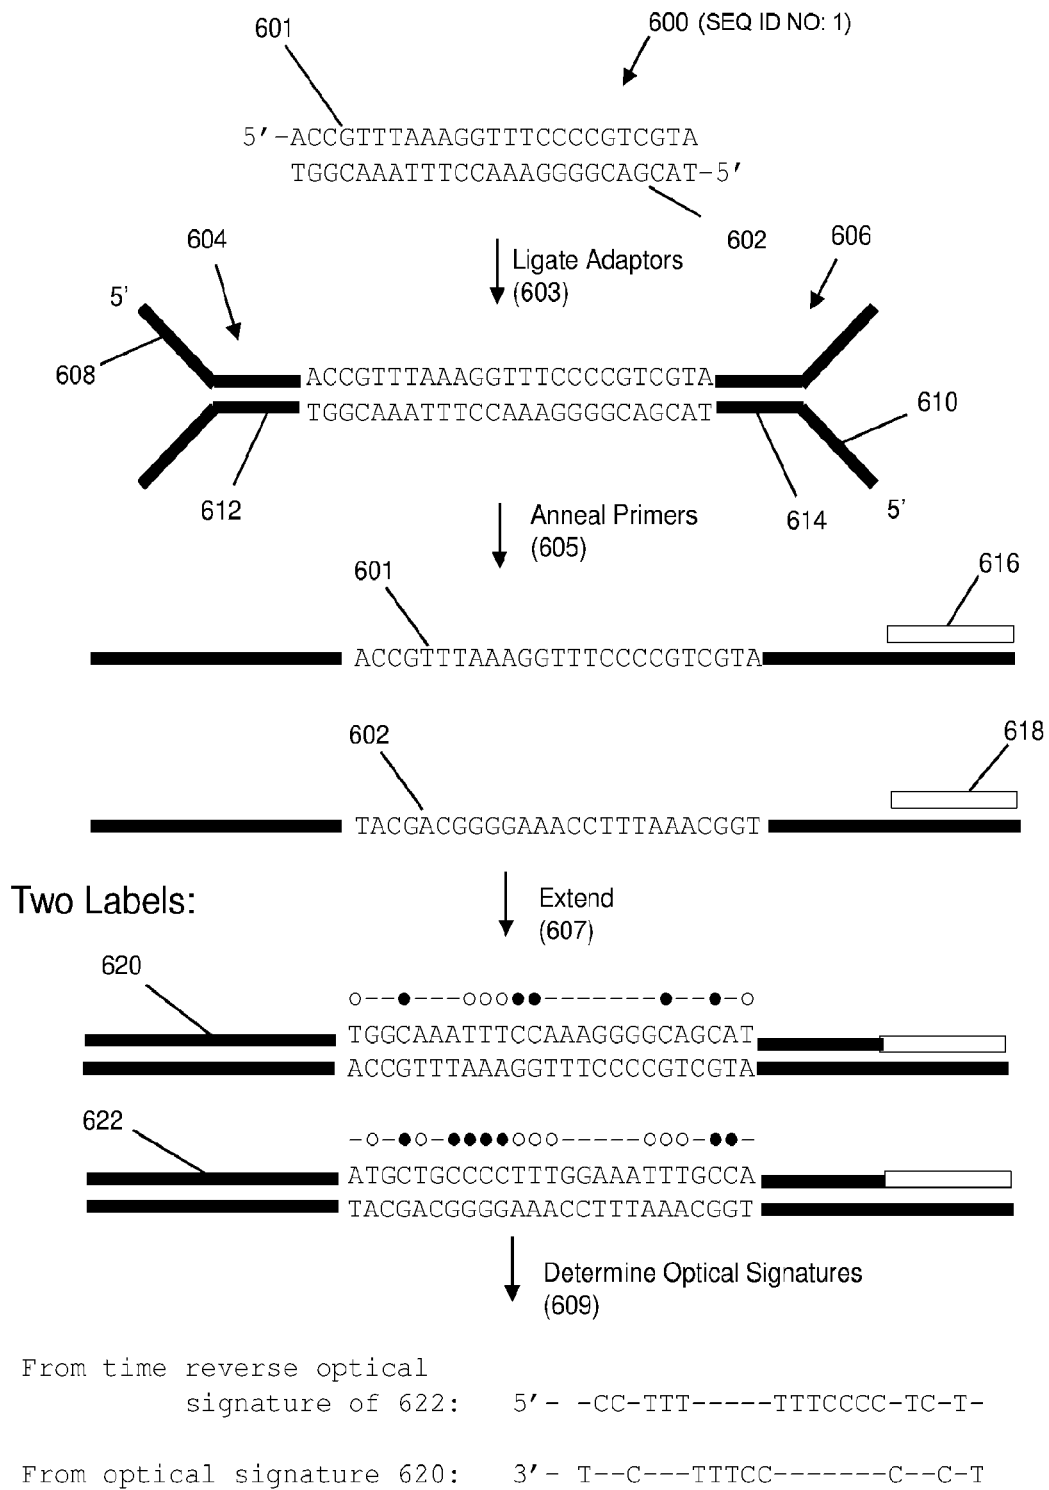 601
600 (SEQ ID NO: 1)
5'-ACCGTTTAAAGGTTTCCCCGTCGTA
TGGCAAATTTCCAAAGGGGCAGCAT-5'
602
604
606
Ligate Adaptors
(603)
5'
608
ACCGTTTAAAGGTTTCCCCGTCGTA
TGGCAAATTTCCAAAGGGGCAGCAT
610
612
614
5'
Anneal Primers
(605)
601
616
ACCGTTTAAAGGTTTCCCCGTCGTA
602
618
TACGACGGGGAAACCTTTAAACGGT
Two Labels:
Extend
(607)
620
○--●---○○○●●-------●--●-○
TGGCAAATTTCCAAAGGGGCAGCAT
ACCGTTTAAAGGTTTCCCCGTCGTA
622
-○-●○-●●●●○○○-----○○○-●●-
ATGCTGCCCCTTTGGAAATTTGCCA
TACGACGGGGAAACCTTTAAACGGT
Determine Optical Signatures
(609)
From time reverse optical
signature of 622: 5'- -CC-TTT-----TTTCCCC-TC-T-
From optical signature 620: 3'- T--C---TTTCC-------C--C-T